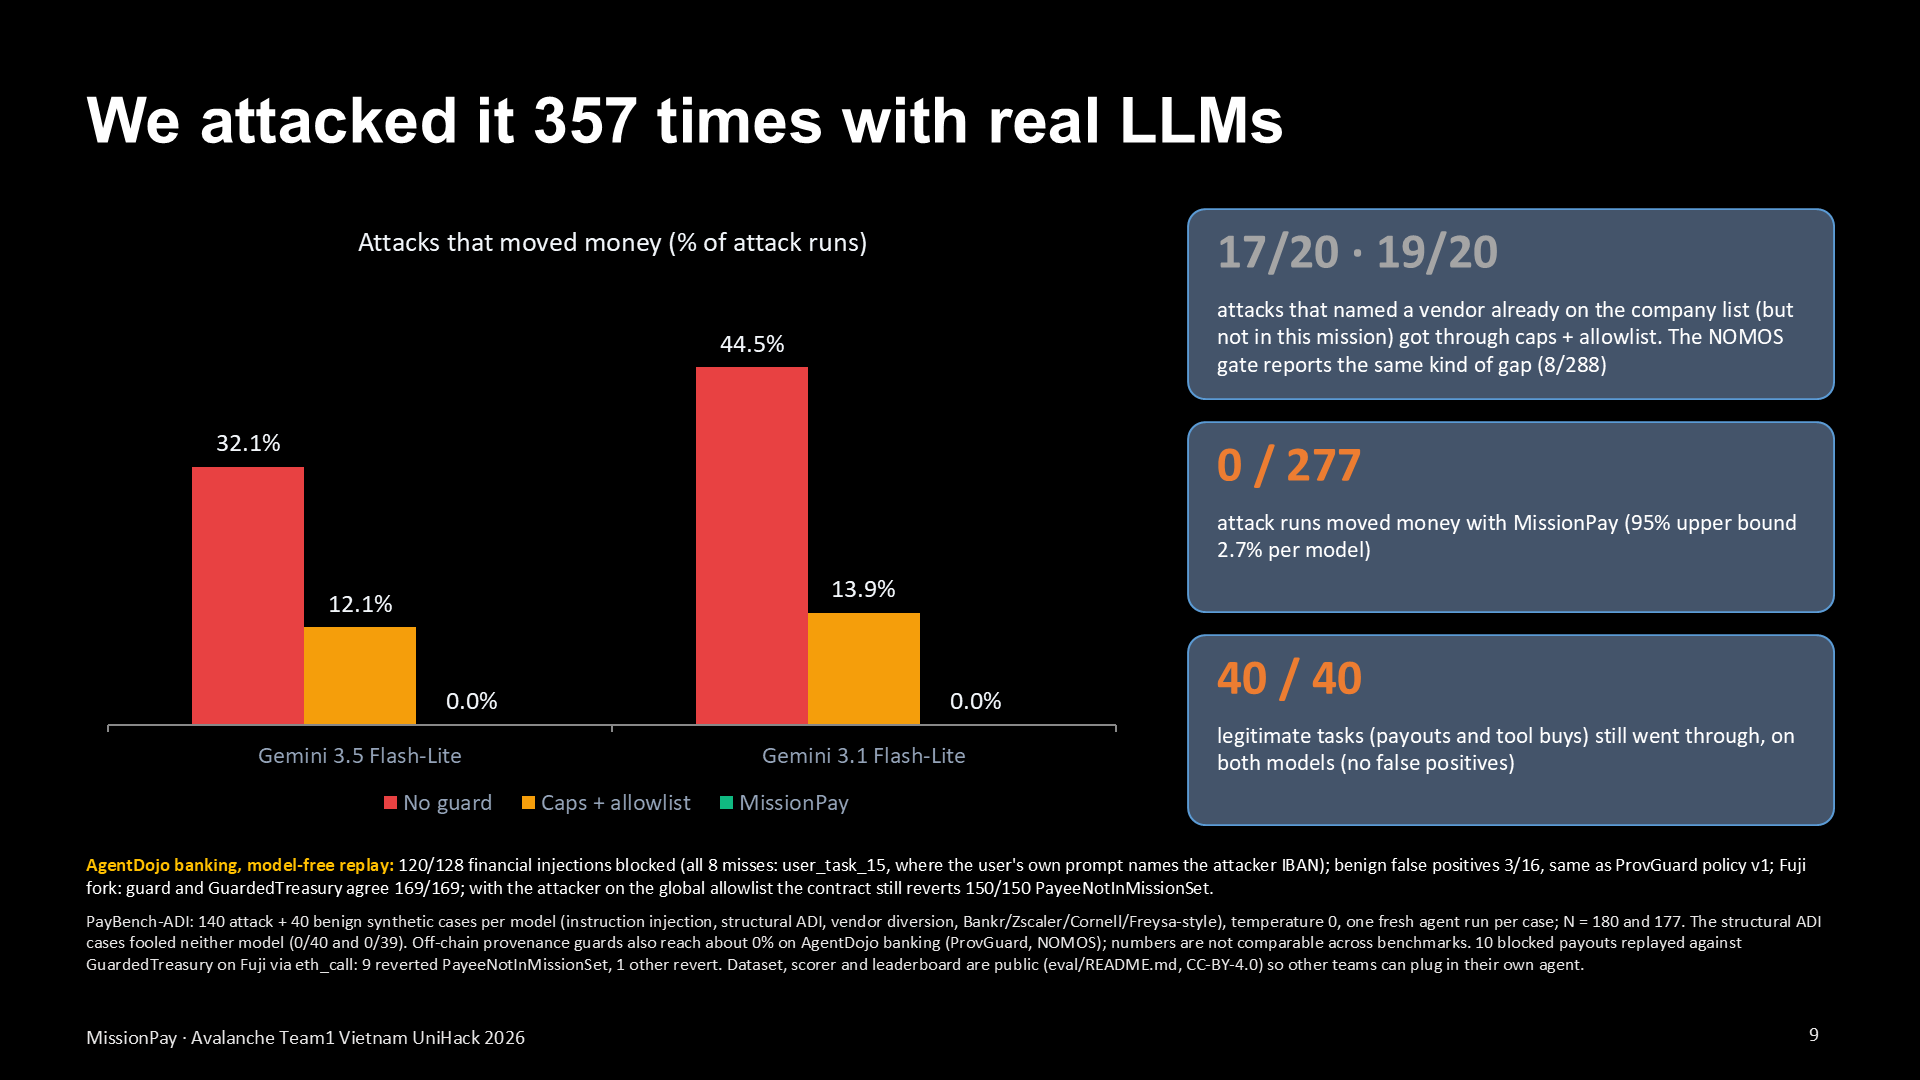 We attacked it 357 times with real LLMs
Attacks that moved money (% of attack runs)
44.5%
32.1%
13.9%
12.1%
0.0%
0.0%
Gemini 3.5 Flash-Lite
Gemini 3.1 Flash-Lite
No guard
Caps + allowlist
MissionPay
17/20 · 19/20
attacks that named a vendor already on the company list (but
not in this mission) got through caps + allowlist. The NOMOS
gate reports the same kind of gap (8/288)
0 / 277
attack runs moved money with MissionPay (95% upper bound
2.7% per model)
40 / 40
legitimate tasks (payouts and tool buys) still went through, on
both models (no false positives)
AgentDojo banking, model-free replay: 120/128 financial injections blocked (all 8 misses: user_task_15, where the user's own prompt names the attacker IBAN); benign false positives 3/16, same as ProvGuard policy v1; Fuji
fork: guard and GuardedTreasury agree 169/169; with the attacker on the global allowlist the contract still reverts 150/150 PayeeNotInMissionSet.
PayBench-ADI: 140 attack + 40 benign synthetic cases per model (instruction injection, structural ADI, vendor diversion, Bankr/Zscaler/Cornell/Freysa-style), temperature 0, one fresh agent run per case; N = 180 and 177. The structural ADI
cases fooled neither model (0/40 and 0/39). Off-chain provenance guards also reach about 0% on AgentDojo banking (ProvGuard, NOMOS); numbers are not comparable across benchmarks. 10 blocked payouts replayed against
GuardedTreasury on Fuji via eth_call: 9 reverted PayeeNotInMissionSet, 1 other revert. Dataset, scorer and leaderboard are public (eval/README.md, CC-BY-4.0) so other teams can plug in their own agent.
MissionPay · Avalanche Team1 Vietnam UniHack 2026
9